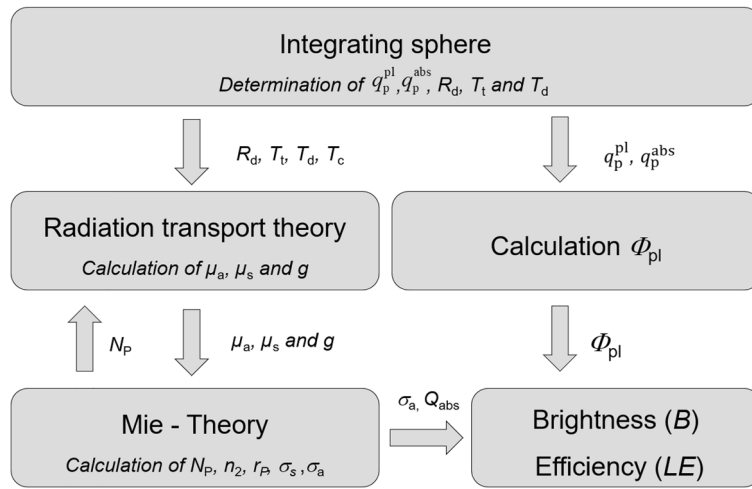 Integrating sphere
Determination of q_p^pl, q_p^abs, R_d, T_t and T_d
R_d, T_t, T_d, T_c
q_p^pl, q_p^abs
Radiation transport theory
Calculation of μ_a, μ_s and g
Calculation Φ_pl
N_P
μ_a, μ_s and g
Φ_pl
Mie - Theory
Calculation of N_P, n_2, r_P, σ_s, σ_a
σ_a, Q_abs
Brightness (B)
Efficiency (LE)